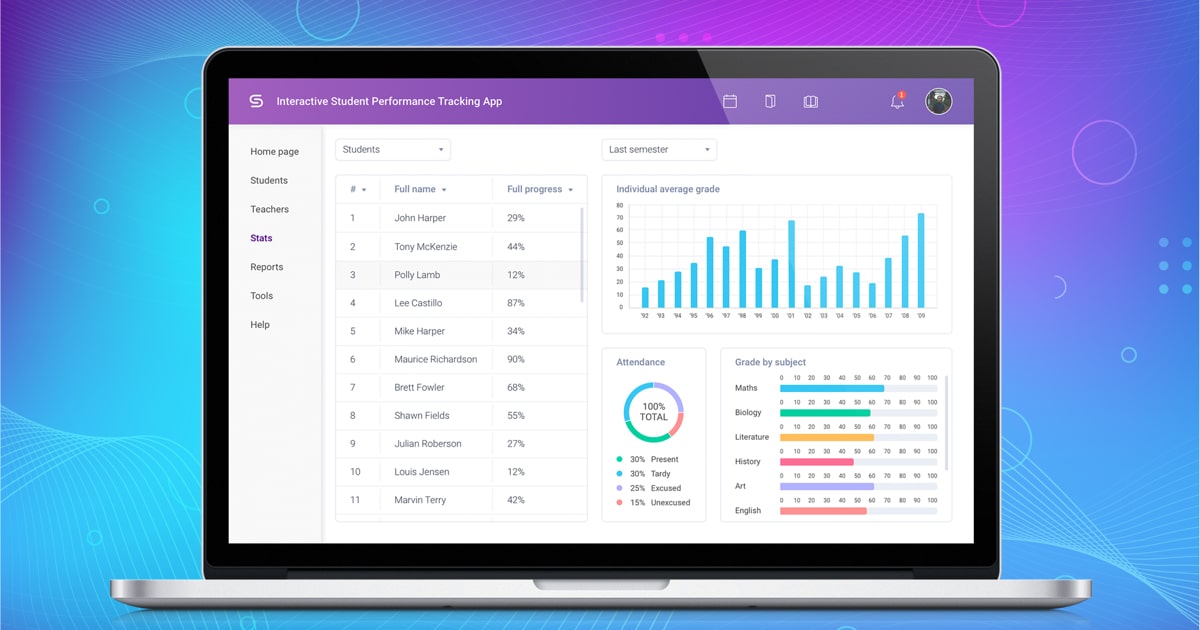 Interactive Student Performance Tracking App
1
Home page
Students
Teachers
Stats
Reports
Tools
Help
Students
Last semester
# Full name Full progress
1 John Harper 29%
2 Tony McKenzie 44%
3 Polly Lamb 12%
4 Lee Castillo 87%
5 Mike Harper 34%
6 Maurice Richardson 90%
7 Brett Fowler 68%
8 Shawn Fields 55%
9 Julian Roberson 27%
10 Louis Jensen 12%
11 Marvin Terry 42%
Individual average grade
80
70
60
50
40
30
20
10
0
'92 '93 '94 '95 '96 '97 '98 '99 '00 '01 '02 '03 '04 '05 '06 '07 '08 '09
Attendance
100%
TOTAL
30% Present
30% Tardy
25% Excused
15% Unexcused
Grade by subject
0 10 20 30 40 50 60 70 80 90 100
Maths
0 10 20 30 40 50 60 70 80 90 100
Biology
0 10 20 30 40 50 60 70 80 90 100
Literature
0 10 20 30 40 50 60 70 80 90 100
History
0 10 20 30 40 50 60 70 80 90 100
Art
0 10 20 30 40 50 60 70 80 90 100
English